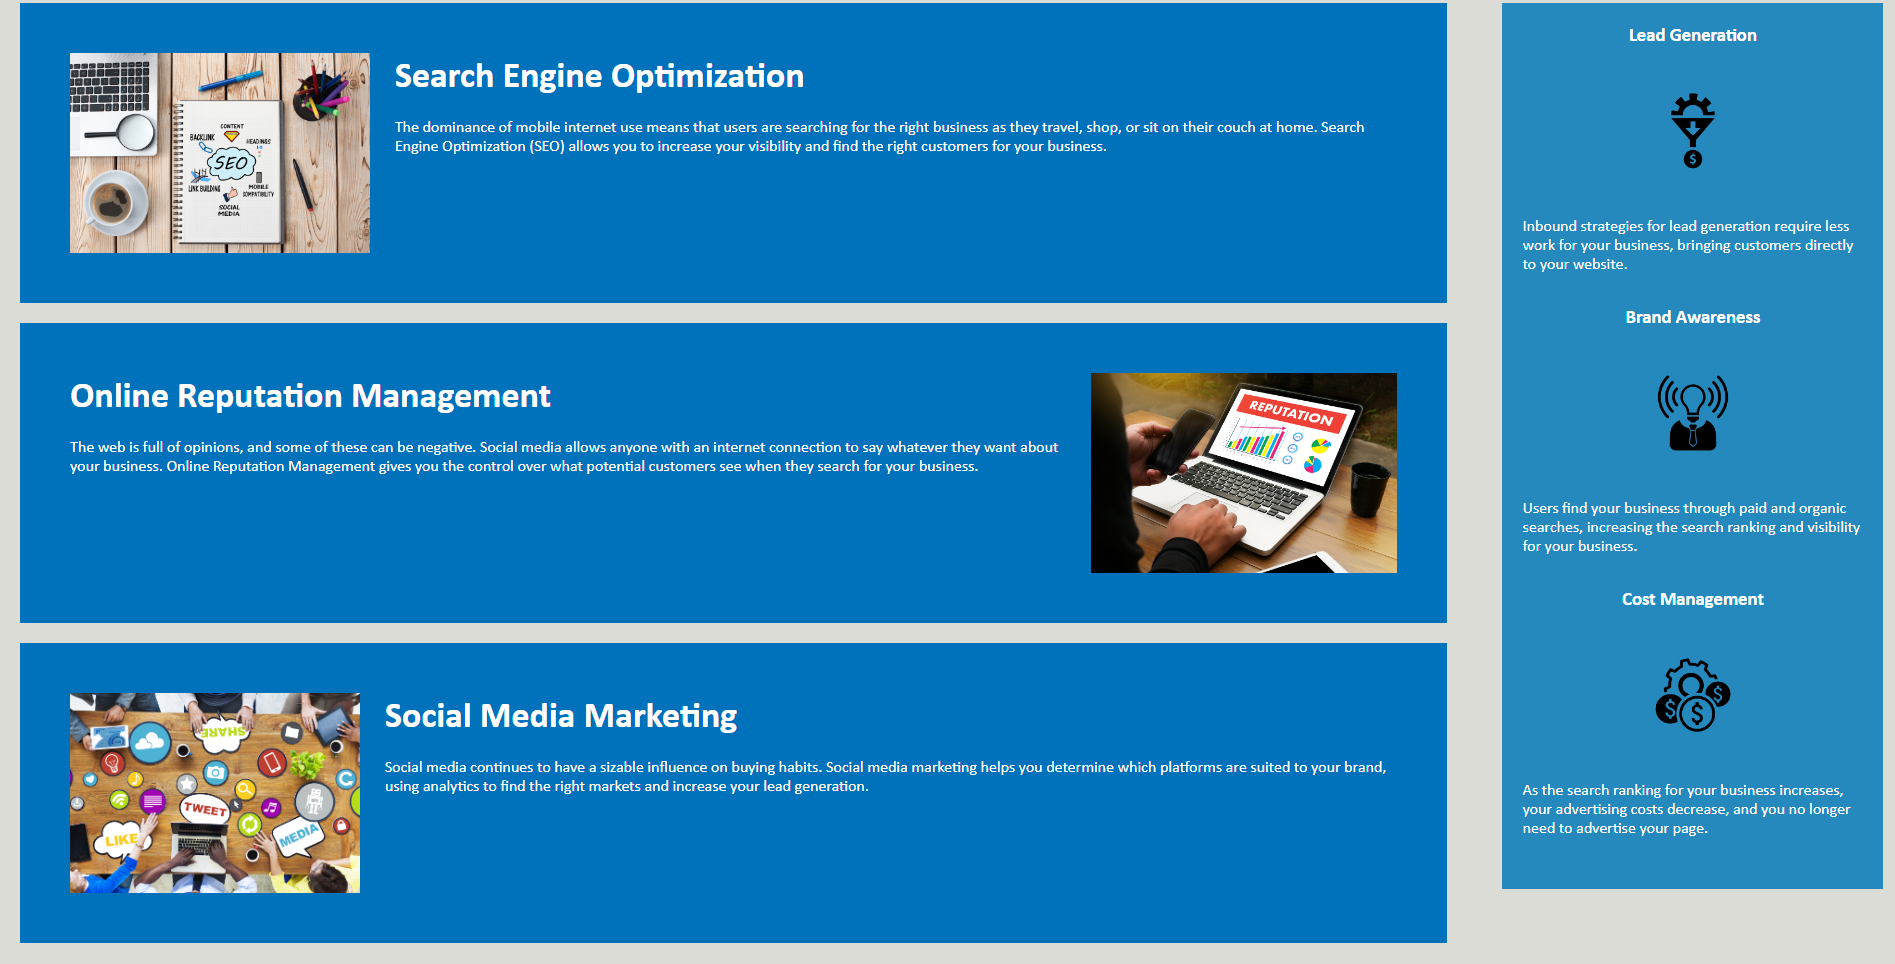 Search Engine Optimization
The dominance of mobile internet use means that users are searching for the right business as they travel, shop, or sit on their couch at home. Search
Engine Optimization (SEO) allows you to increase your visibility and find the right customers for your business.
CONTENT
BACKLINK
HEADINGS
SEO
LINK BUILDING
MOBILE
COMPATIBILITY
SOCIAL
MEDIA
Online Reputation Management
The web is full of opinions, and some of these can be negative. Social media allows anyone with an internet connection to say whatever they want about
your business. Online Reputation Management gives you the control over what potential customers see when they search for your business.
REPUTATION
Social Media Marketing
Social media continues to have a sizable influence on buying habits. Social media marketing helps you determine which platforms are suited to your brand,
using analytics to find the right markets and increase your lead generation.
SHARE
TWEET
LIKE
MEDIA
Lead Generation
$
Inbound strategies for lead generation require less
work for your business, bringing customers directly
to your website.
Brand Awareness
Users find your business through paid and organic
searches, increasing the search ranking and visibility
for your business.
Cost Management
$
$
$
As the search ranking for your business increases,
your advertising costs decrease, and you no longer
need to advertise your page.